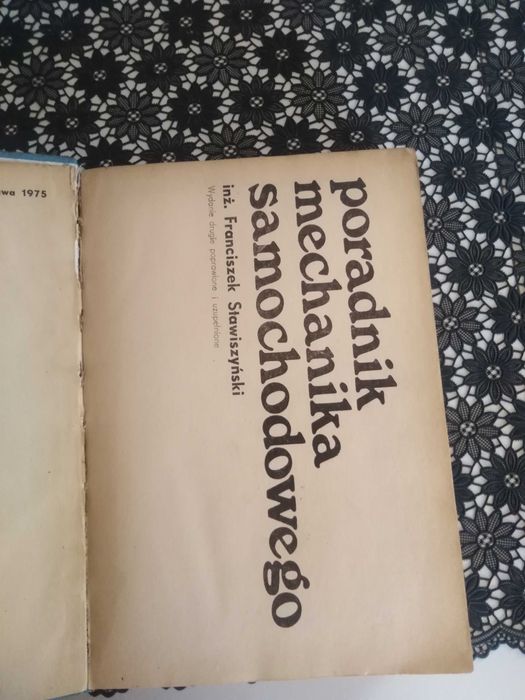 wa 1975
poradnik
mechanika
samochodowego
inż. Franciszek Sławiszyński
Wydanie drugie poprawione i uzupełnione